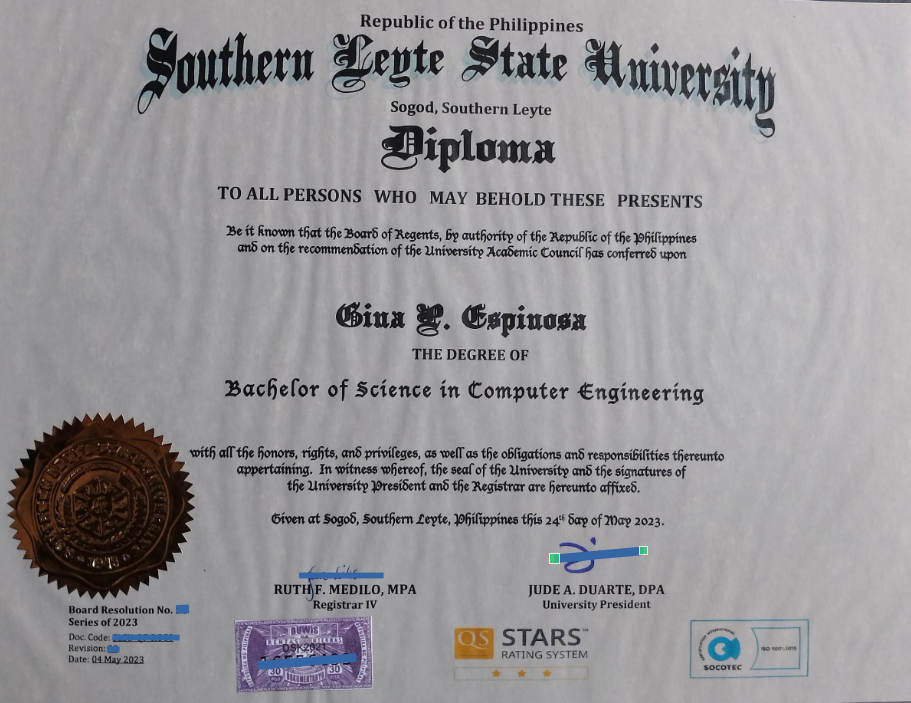 Republic of the Philippines
Southern Leyte State University
Sogod, Southern Leyte
Diploma
TO ALL PERSONS WHO MAY BEHOLD THESE PRESENTS
Be it known that the Board of Regents, by authority of the Republic of the Philippines
and on the recommendation of the University Academic Council has conferred upon
Gina P. Espinosa
THE DEGREE OF
Bachelor of Science in Computer Engineering
with all the honors, rights, and privileges, as well as the obligations and responsibilities thereunto
appertaining. In witness whereof, the seal of the University and the signatures of
the University President and the Registrar are hereunto affixed.
Given at Sogod, Southern Leyte, Philippines this 24th day of May 2023.
RUTH F. MEDILO, MPA
Registrar IV
JUDE A. DUARTE, DPA
University President
Board Resolution No.
Series of 2023
Doc. Code:
Revision:
Date: 04 May 2023
DSK2021
30 30
QS STARS™
RATING SYSTEM
SOCOTEC
ISO 9001:2015